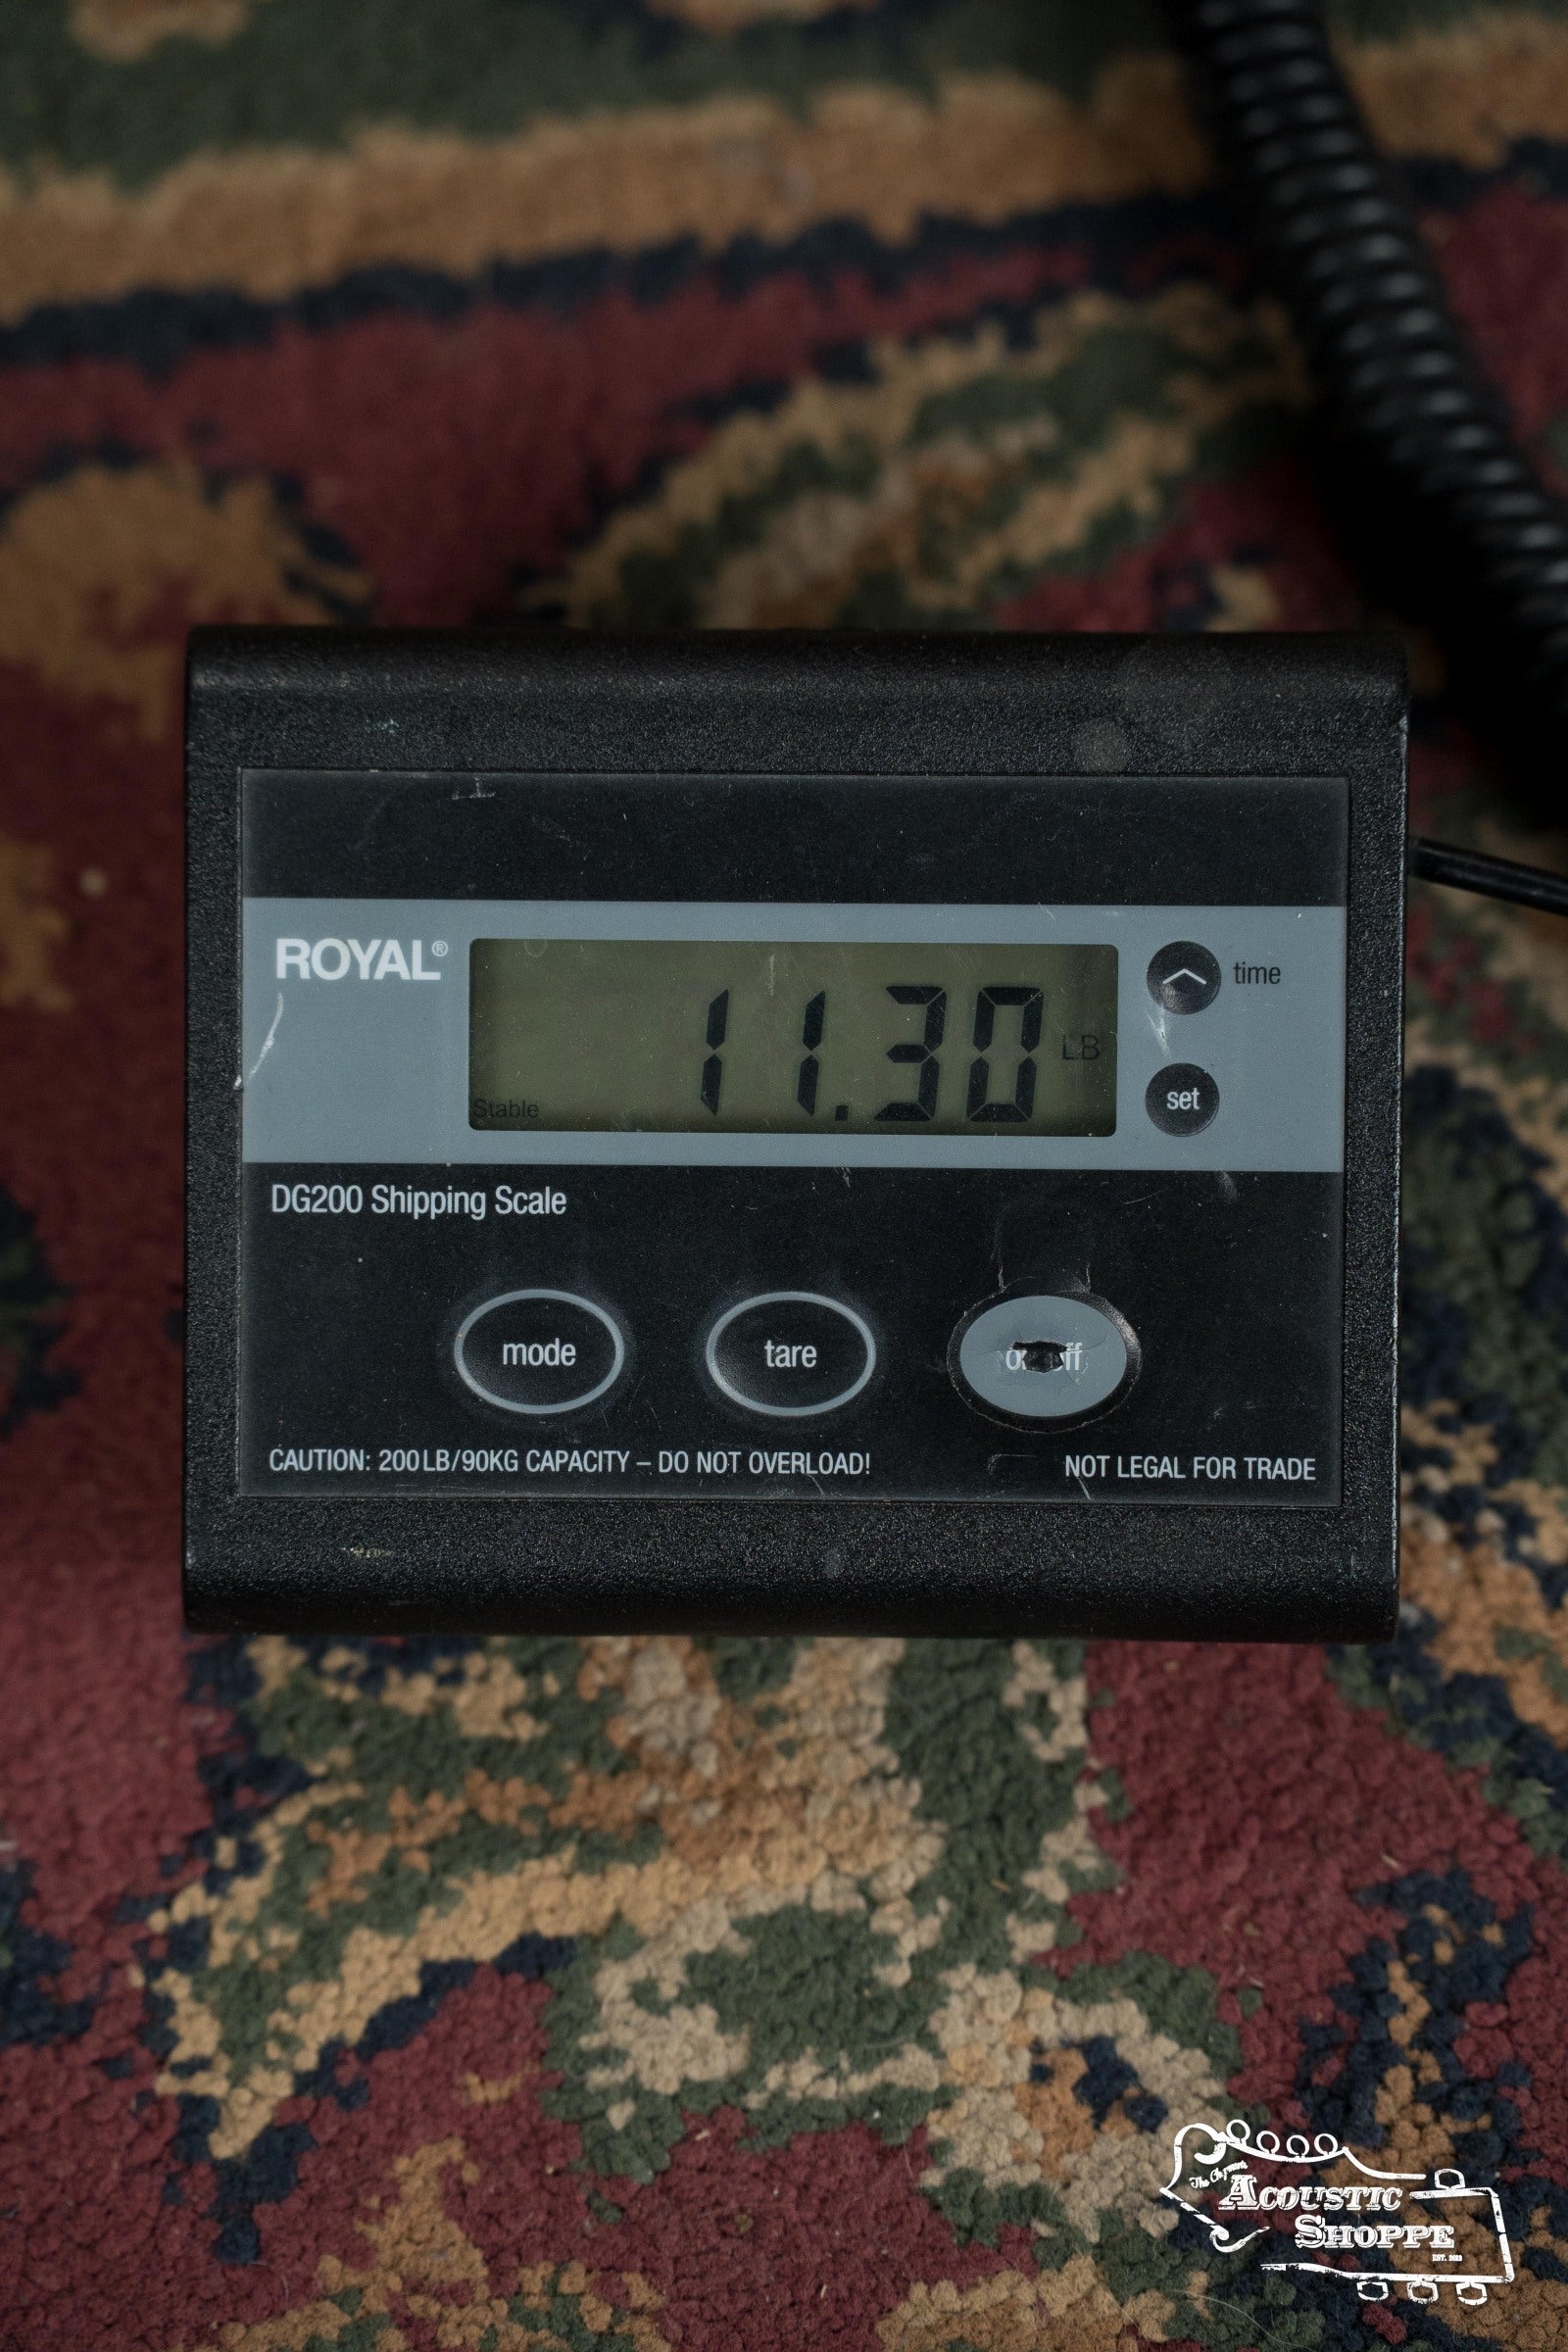 ROYAL®
11.30 LB
Stable
time
set
DG200 Shipping Scale
mode
tare
CAUTION: 200LB/90KG CAPACITY – DO NOT OVERLOAD!
NOT LEGAL FOR TRADE
ACOUSTIC
SHOPPE